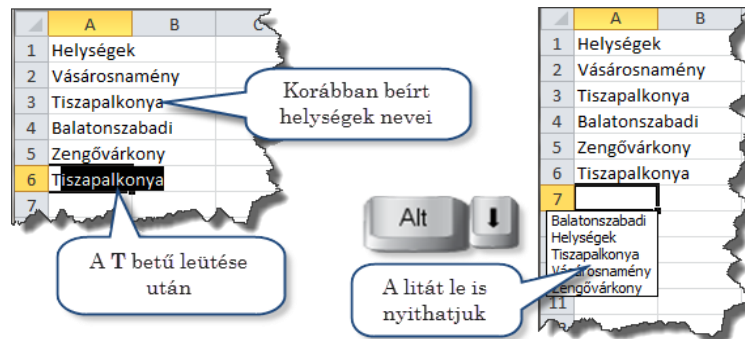 A B C
1 Helységek
2 Vásárosnamény
3 Tiszapalkonya
4 Balatonszabadi
5 Zengővárkony
6 Tiszapalkonya
7
Korábban beírt
helységek nevei
A T betű leütése
után
Alt ⬇
A litát le is
nyithatjuk
A B
1 Helységek
2 Vásárosnamény
3 Tiszapalkonya
4 Balatonszabadi
5 Zengővárkony
6 Tiszapalkonya
7
Balatonszabadi
Helységek
Tiszapalkonya
Vásárosnamény
Zengővárkony
11